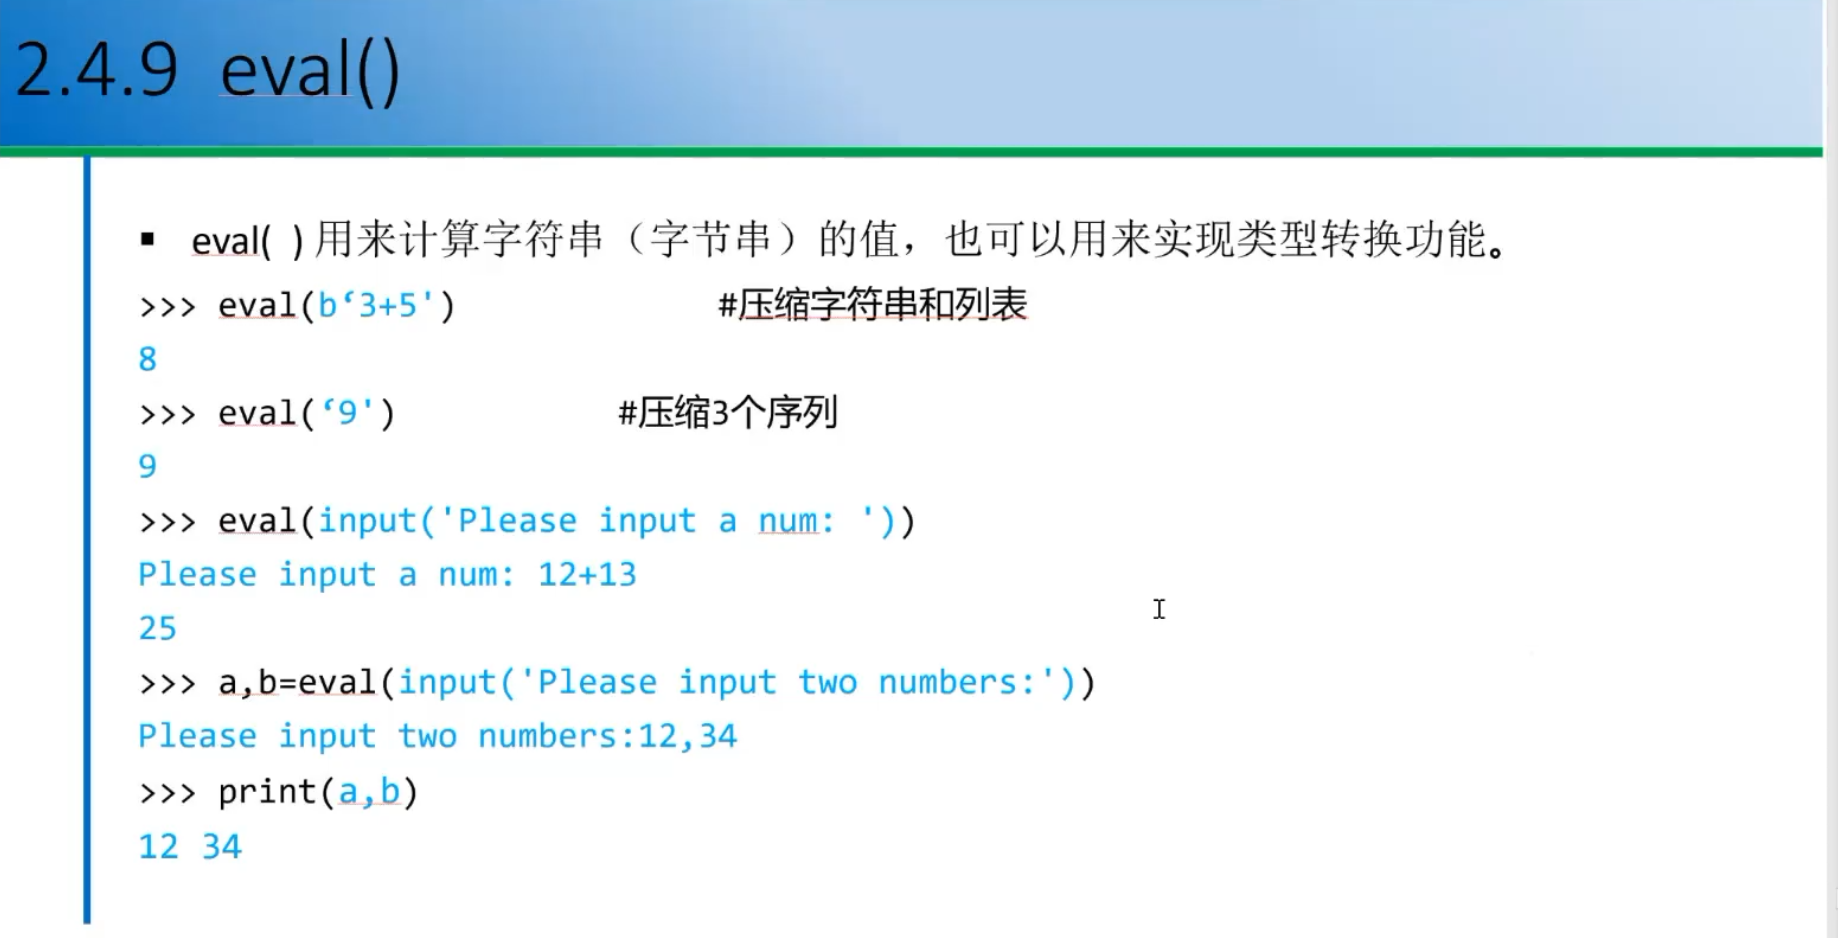 2.4.9 eval()
▪ eval( )用来计算字符串（字节串）的值，也可以用来实现类型转换功能。
>>> eval(b‘3+5') #压缩字符串和列表
8
>>> eval(‘9') #压缩3个序列
9
>>> eval(input('Please input a num: '))
Please input a num: 12+13
25
>>> a,b=eval(input('Please input two numbers:'))
Please input two numbers:12,34
>>> print(a,b)
12 34